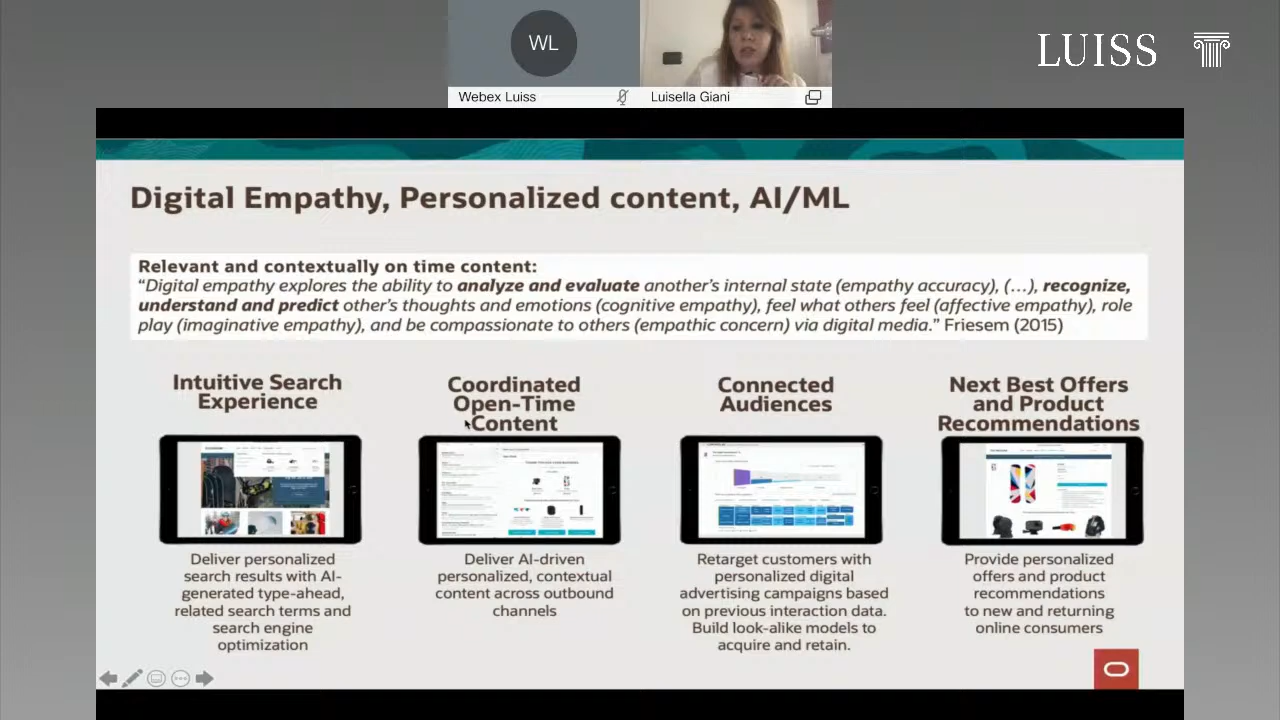 WL
Webex Luiss
Luisella Giani
LUISS
Digital Empathy, Personalized content, AI/ML
Relevant and contextually on time content:
“Digital empathy explores the ability to analyze and evaluate another’s internal state (empathy accuracy), (…), recognize,
understand and predict other’s thoughts and emotions (cognitive empathy), feel what others feel (affective empathy), role
play (imaginative empathy), and be compassionate to others (empathic concern) via digital media.” Friesem (2015)
Intuitive Search
Experience
Deliver personalized
search results with AI-
generated type-ahead,
related search terms and
search engine
optimization
Coordinated
Open-Time
Content
Deliver AI-driven
personalized, contextual
content across outbound
channels
Connected
Audiences
Retarget customers with
personalized digital
advertising campaigns based
on previous interaction data.
Build look-alike models to
acquire and retain.
Next Best Offers
and Product
Recommendations
Provide personalized
offers and product
recommendations
to new and returning
online consumers